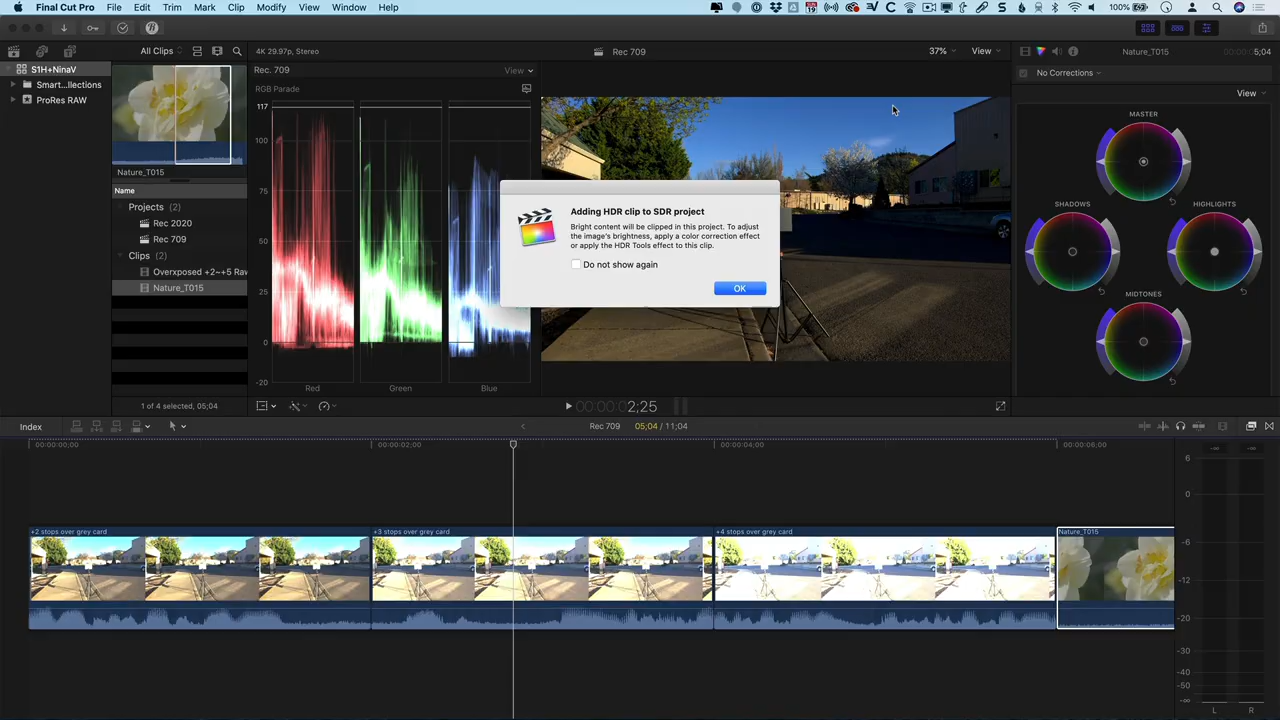 Final Cut Pro File Edit Trim Mark Clip Modify View Window Help
100%
All Clips
4K 29.97p, Stereo
Rec 709
37%
View
Nature_T015
5;04
S1H+NinaV
Smart...llections
ProRes RAW
Nature_T015
Name
Projects (2)
Rec 2020
Rec 709
Clips (2)
Overexposed +2~+5 Raw
Nature_T015
1 of 4 selected, 05;04
Rec. 709
View
RGB Parade
117
100
75
50
25
0
-20
Red
Green
Blue
Adding HDR clip to SDR project
Bright content will be clipped in this project. To adjust
the image's brightness, apply a color correction effect
or apply the HDR Tools effect to this clip.
Do not show again
OK
No Corrections
View
MASTER
SHADOWS
HIGHLIGHTS
MIDTONES
00:00:02;25
Index
Rec 709
05;04 / 11;04
00:00:00;00
00:00:02;00
00:00:04;00
00:00:06;00
+2 stops over grey card
+3 stops over grey card
+4 stops over grey card
Nature_T015
-∞
-∞
6
0
-6
-12
-20
-30
-40
-50
-∞
L
R